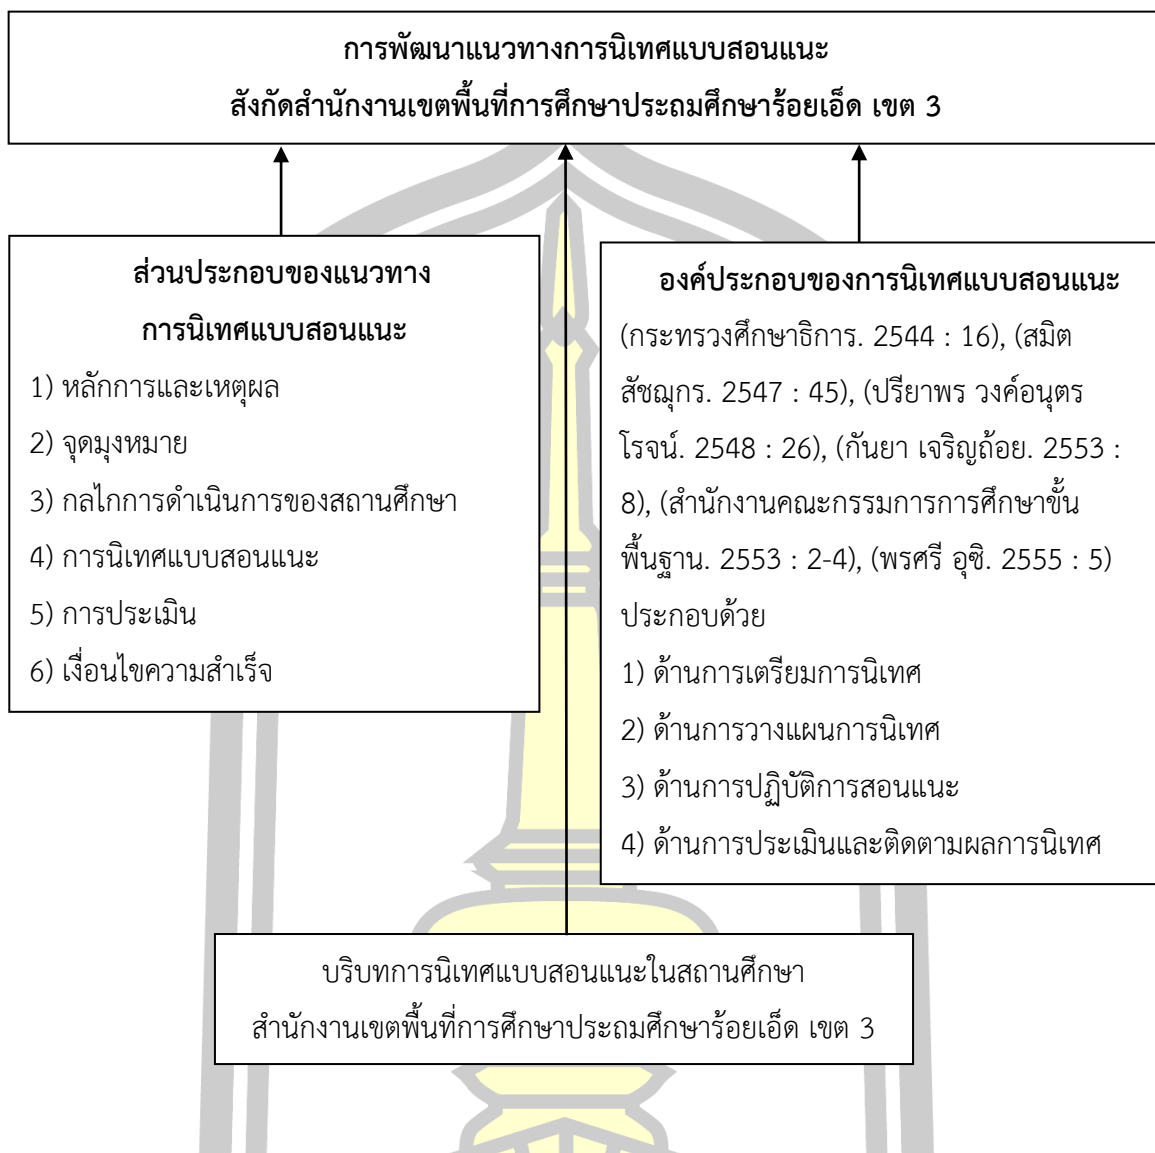 การพัฒนาแนวทางการนิเทศแบบสอนแนะ
สังกัดสำนักงานเขตพื้นที่การศึกษาประถมศึกษาร้อยเอ็ด เขต 3
ส่วนประกอบของแนวทาง
การนิเทศแบบสอนแนะ
1) หลักการและเหตุผล
2) จุดมุงหมาย
3) กลไกการดำเนินการของสถานศึกษา
4) การนิเทศแบบสอนแนะ
5) การประเมิน
6) เงื่อนไขความสำเร็จ
องค์ประกอบของการนิเทศแบบสอนแนะ
(กระทรวงศึกษาธิการ. 2544 : 16), (สมิต
สัชฌุกร. 2547 : 45), (ปรียาพร วงค์อนุตร
โรจน์. 2548 : 26), (กันยา เจริญถ้อย. 2553 :
8), (สำนักงานคณะกรรมการการศึกษาขั้น
พื้นฐาน. 2553 : 2-4), (พรศรี อุซิ. 2555 : 5)
ประกอบด้วย
1) ด้านการเตรียมการนิเทศ
2) ด้านการวางแผนการนิเทศ
3) ด้านการปฏิบัติการสอนแนะ
4) ด้านการประเมินและติดตามผลการนิเทศ
บริบทการนิเทศแบบสอนแนะในสถานศึกษา
สำนักงานเขตพื้นที่การศึกษาประถมศึกษาร้อยเอ็ด เขต 3